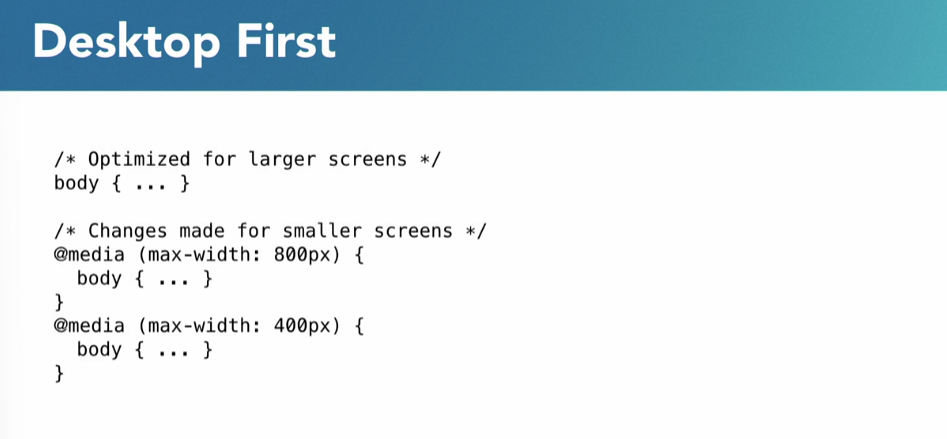 Desktop First
/* Optimized for larger screens */
body { ... }
/* Changes made for smaller screens */
@media (max-width: 800px) {
body { ... }
}
@media (max-width: 400px) {
body { ... }
}